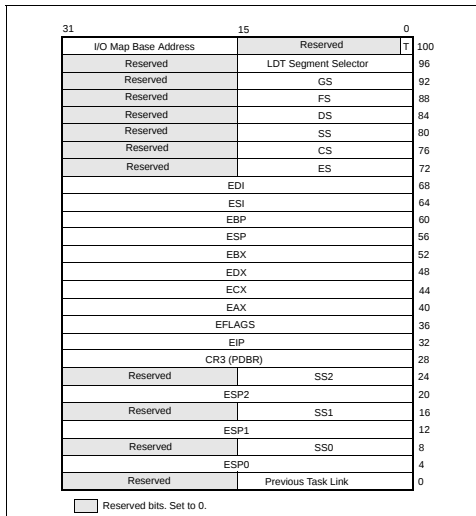 31 15 0
I/O Map Base Address Reserved T 100
Reserved LDT Segment Selector 96
Reserved GS 92
Reserved FS 88
Reserved DS 84
Reserved SS 80
Reserved CS 76
Reserved ES 72
EDI 68
ESI 64
EBP 60
ESP 56
EBX 52
EDX 48
ECX 44
EAX 40
EFLAGS 36
EIP 32
CR3 (PDBR) 28
Reserved SS2 24
ESP2 20
Reserved SS1 16
ESP1 12
Reserved SS0 8
ESP0 4
Reserved Previous Task Link 0
Reserved bits. Set to 0.